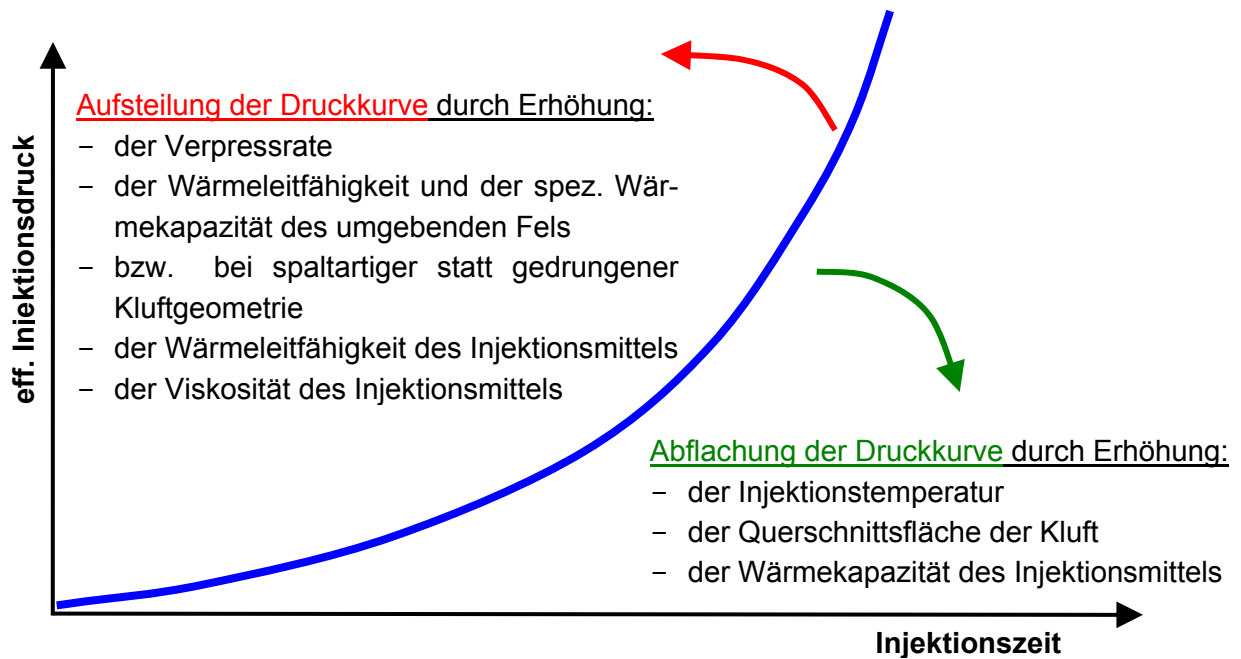 eff. Injektionsdruck
Aufsteilung der Druckkurve durch Erhöhung:
− der Verpressrate
− der Wärmeleitfähigkeit und der spez. Wär-
mekapazität des umgebenden Fels
− bzw. bei spaltartiger statt gedrungener
Kluftgeometrie
− der Wärmeleitfähigkeit des Injektionsmittels
− der Viskosität des Injektionsmittels
Abflachung der Druckkurve durch Erhöhung:
− der Injektionstemperatur
− der Querschnittsfläche der Kluft
− der Wärmekapazität des Injektionsmittels
Injektionszeit